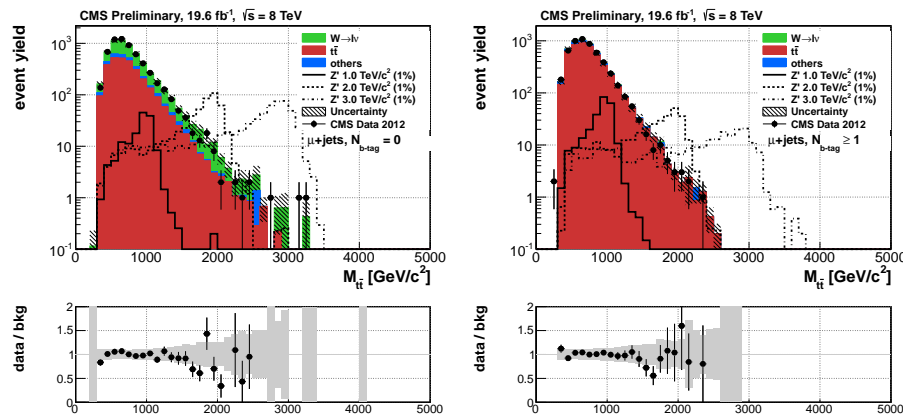 CMS Preliminary, 19.6 fb⁻¹, √s = 8 TeV
event yield
10³
10²
10
1
10⁻¹
W→lν
tt̄
others
Z' 1.0 TeV/c² (1%)
Z' 2.0 TeV/c² (1%)
Z' 3.0 TeV/c² (1%)
Uncertainty
CMS Data 2012
μ+jets, N_b-tag = 0
0 1000 2000 3000 4000 5000
M_tt̄ [GeV/c²]
data / bkg
2
1.5
1
0.5
0
0 1000 2000 3000 4000 5000
CMS Preliminary, 19.6 fb⁻¹, √s = 8 TeV
event yield
10³
10²
10
1
10⁻¹
W→lν
tt̄
others
Z' 1.0 TeV/c² (1%)
Z' 2.0 TeV/c² (1%)
Z' 3.0 TeV/c² (1%)
Uncertainty
CMS Data 2012
μ+jets, N_b-tag ≥ 1
0 1000 2000 3000 4000 5000
M_tt̄ [GeV/c²]
data / bkg
2
1.5
1
0.5
0
0 1000 2000 3000 4000 5000